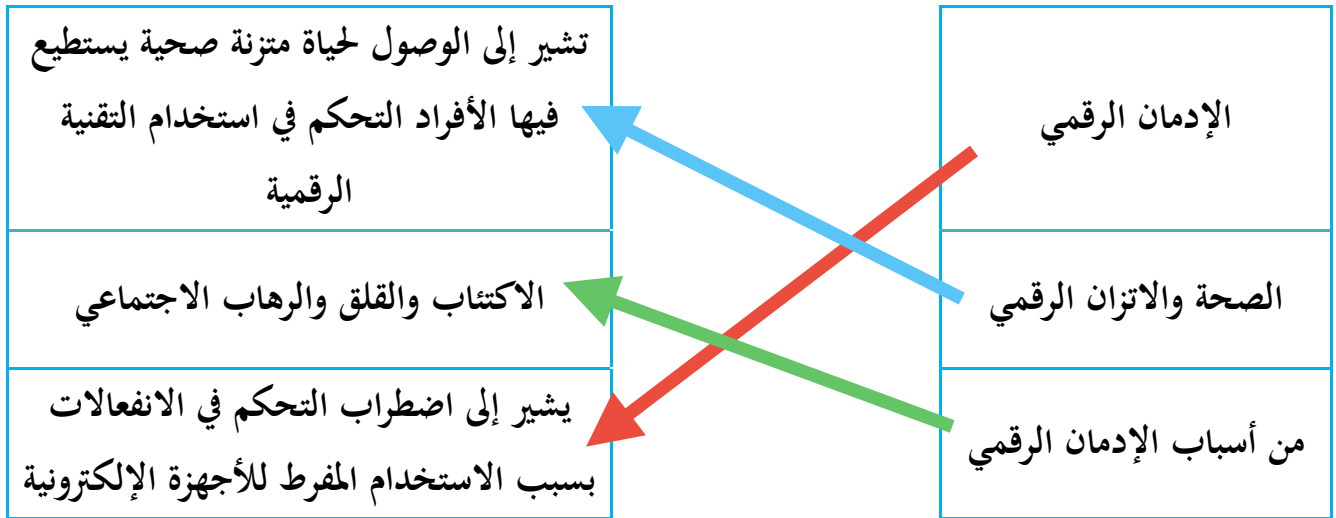 الإدمان الرقمي
تشير إلى الوصول لحياة متزنة صحية يستطيع
فيها الأفراد التحكم في استخدام التقنية
الرقمية
الصحة والاتزان الرقمي
الاكتئاب والقلق والرهاب الاجتماعي
من أسباب الإدمان الرقمي
يشير إلى اضطراب التحكم في الانفعالات
بسبب الاستخدام المفرط للأجهزة الإلكترونية